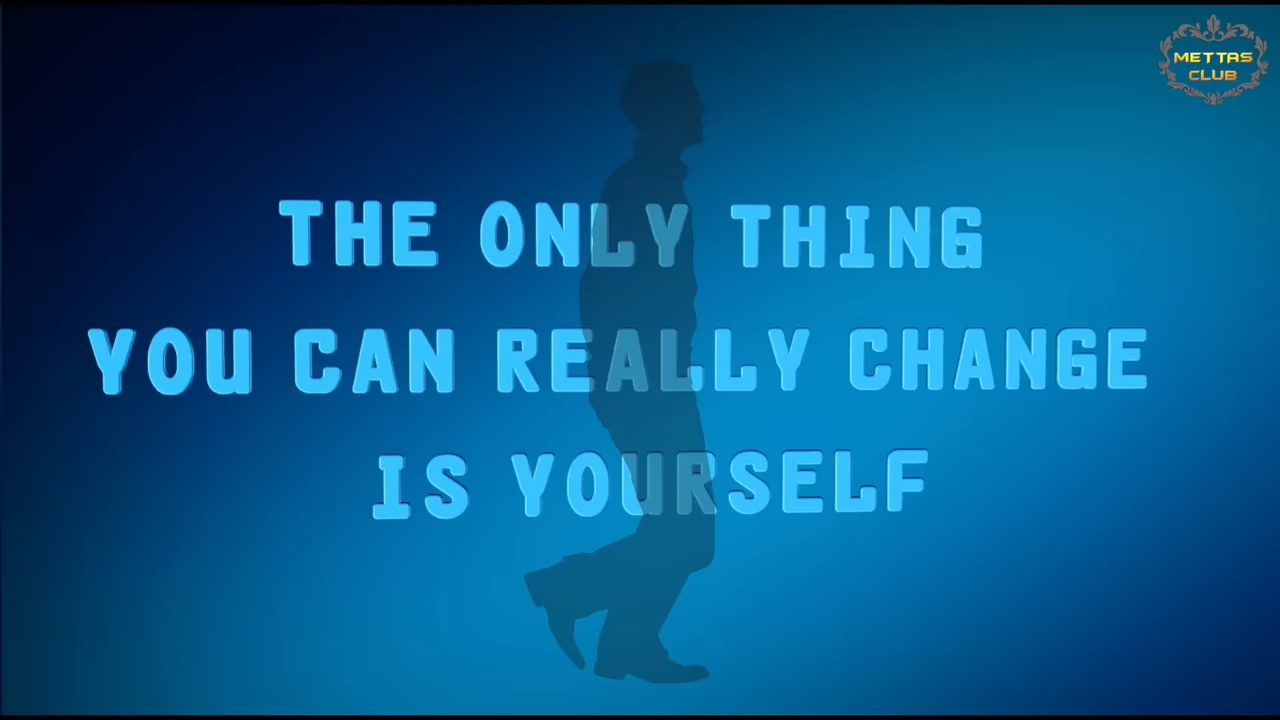 METTAS
CLUB
THE ONLY THING
YOU CAN REALLY CHANGE
IS YOURSELF